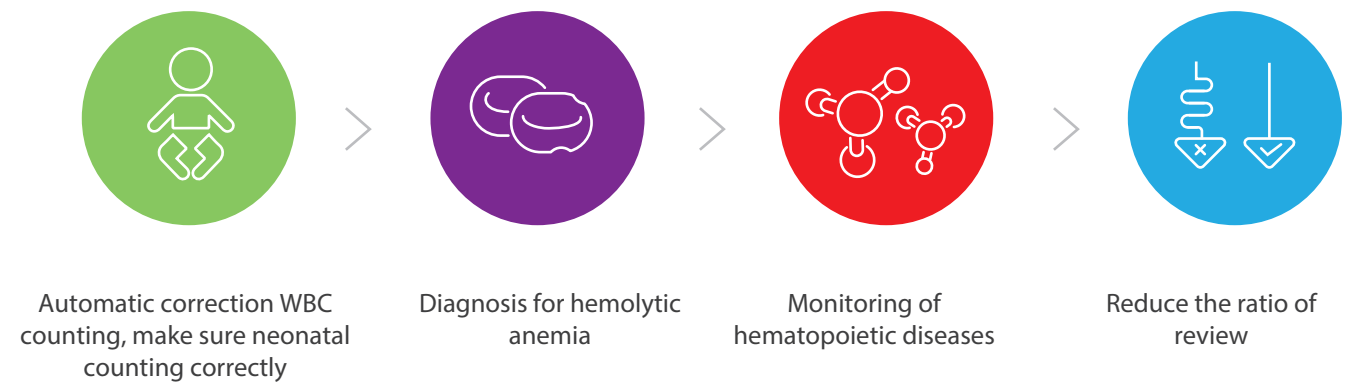 Automatic correction WBC
counting, make sure neonatal
counting correctly
Diagnosis for hemolytic
anemia
Monitoring of
hematopoietic diseases
Reduce the ratio of
review